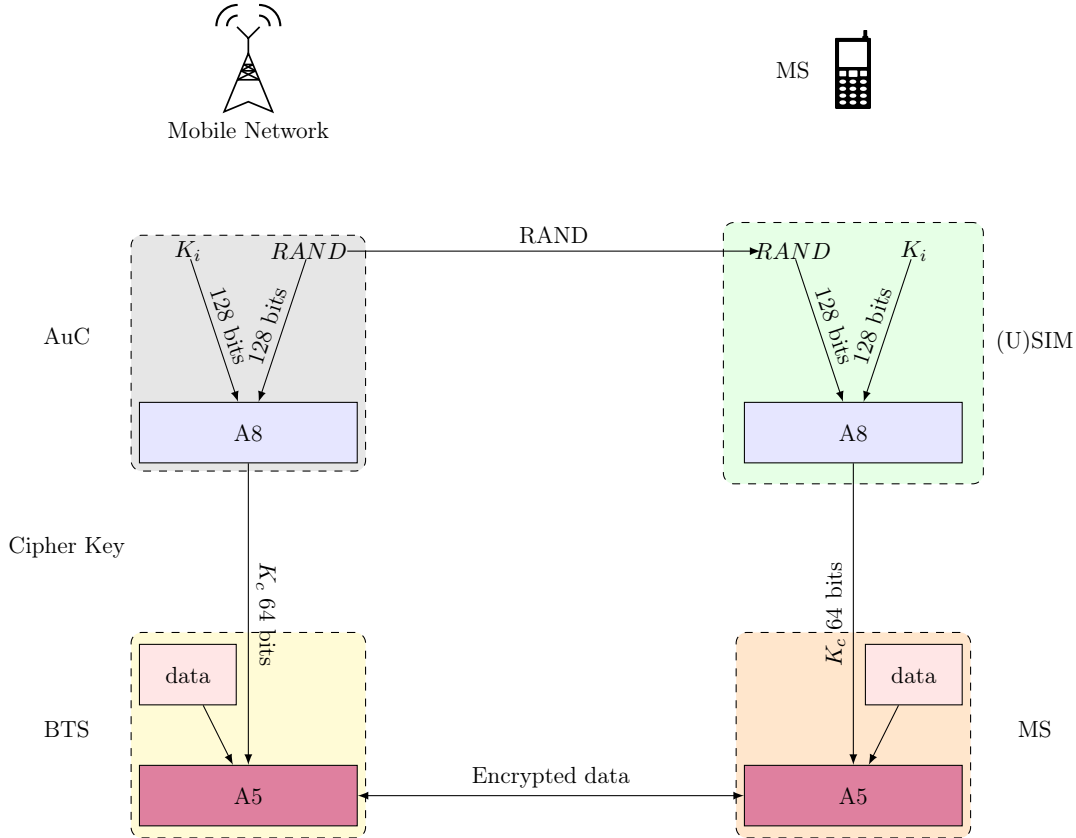 MS
Mobile Network
RAND
K_i
RAND
RAND
K_i
128 bits
128 bits
128 bits
128 bits
AuC
(U)SIM
A8
A8
Cipher Key
K_c 64 bits
K_c 64 bits
data
data
BTS
MS
Encrypted data
A5
A5